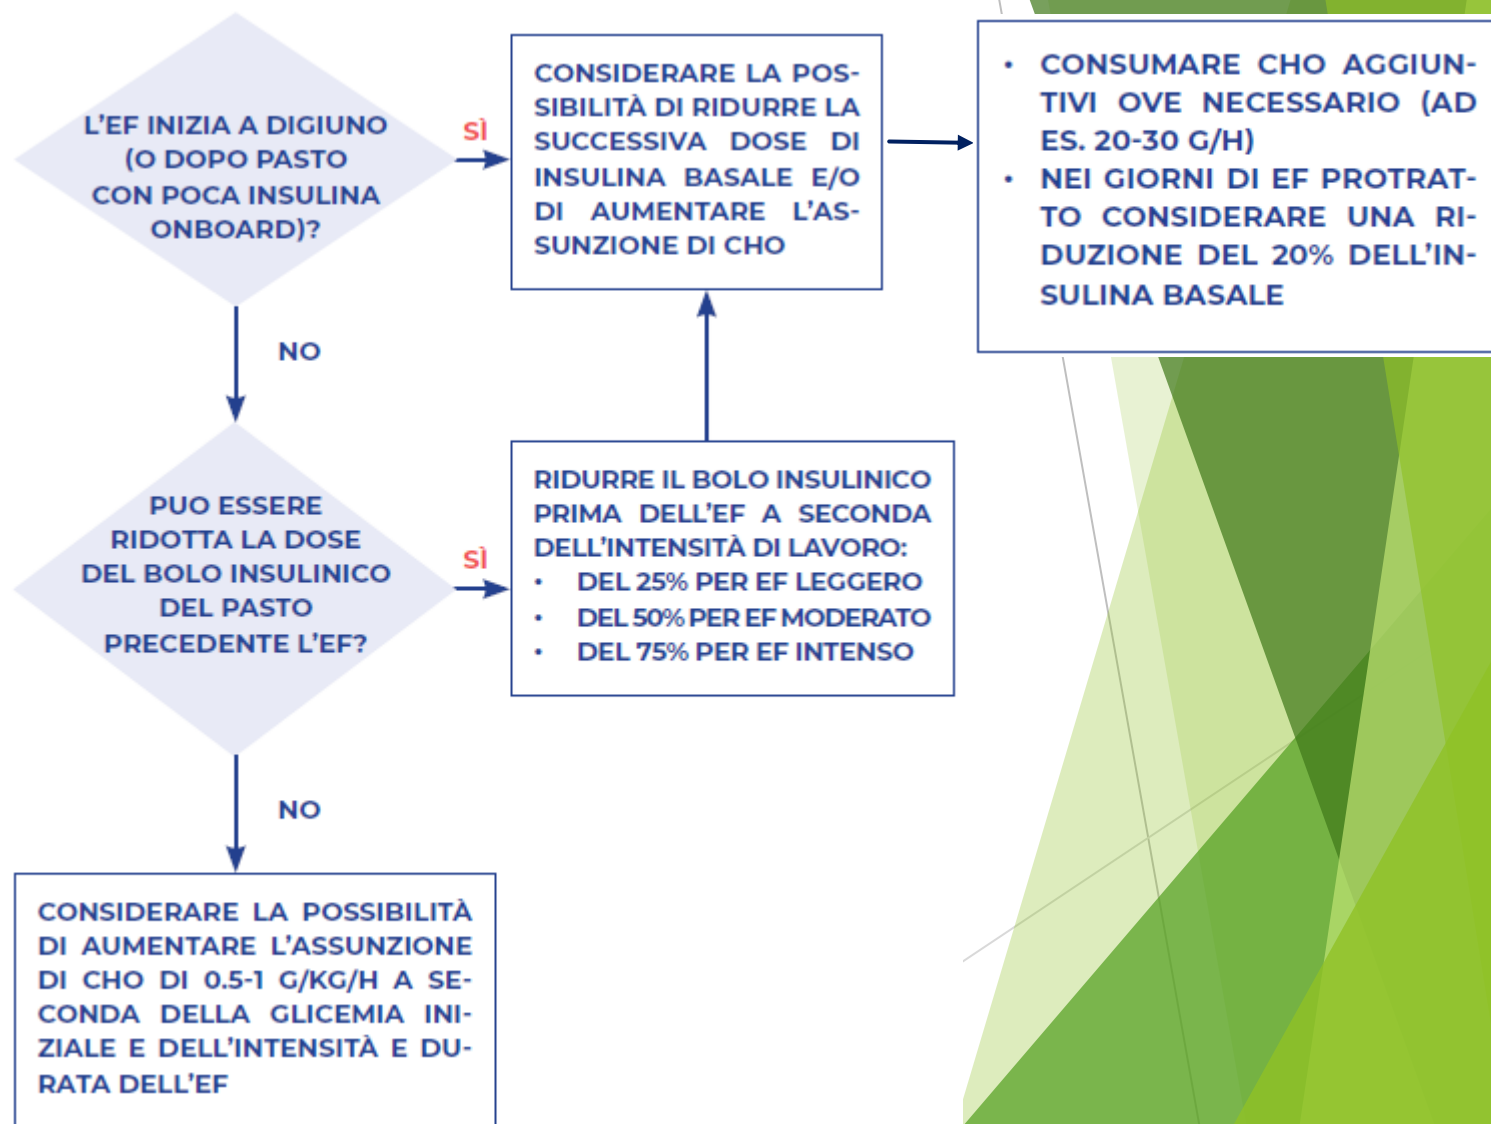 L'EF INIZIA A DIGIUNO
(O DOPO PASTO
CON POCA INSULINA
ONBOARD)?
SÌ
CONSIDERARE LA POS-
SIBILITÀ DI RIDURRE LA
SUCCESSIVA DOSE DI
INSULINA BASALE E/O
DI AUMENTARE L'AS-
SUNZIONE DI CHO
• CONSUMARE CHO AGGIUN-
TIVI OVE NECESSARIO (AD
ES. 20-30 G/H)
• NEI GIORNI DI EF PROTRAT-
TO CONSIDERARE UNA RI-
DUZIONE DEL 20% DELL'IN-
SULINA BASALE
NO
PUO ESSERE
RIDOTTA LA DOSE
DEL BOLO INSULINICO
DEL PASTO
PRECEDENTE L'EF?
SÌ
RIDURRE IL BOLO INSULINICO
PRIMA DELL'EF A SECONDA
DELL'INTENSITÀ DI LAVORO:
• DEL 25% PER EF LEGGERO
• DEL 50% PER EF MODERATO
• DEL 75% PER EF INTENSO
NO
CONSIDERARE LA POSSIBILITÀ
DI AUMENTARE L'ASSUNZIONE
DI CHO DI 0.5-1 G/KG/H A SE-
CONDA DELLA GLICEMIA INI-
ZIALE E DELL'INTENSITÀ E DU-
RATA DELL'EF